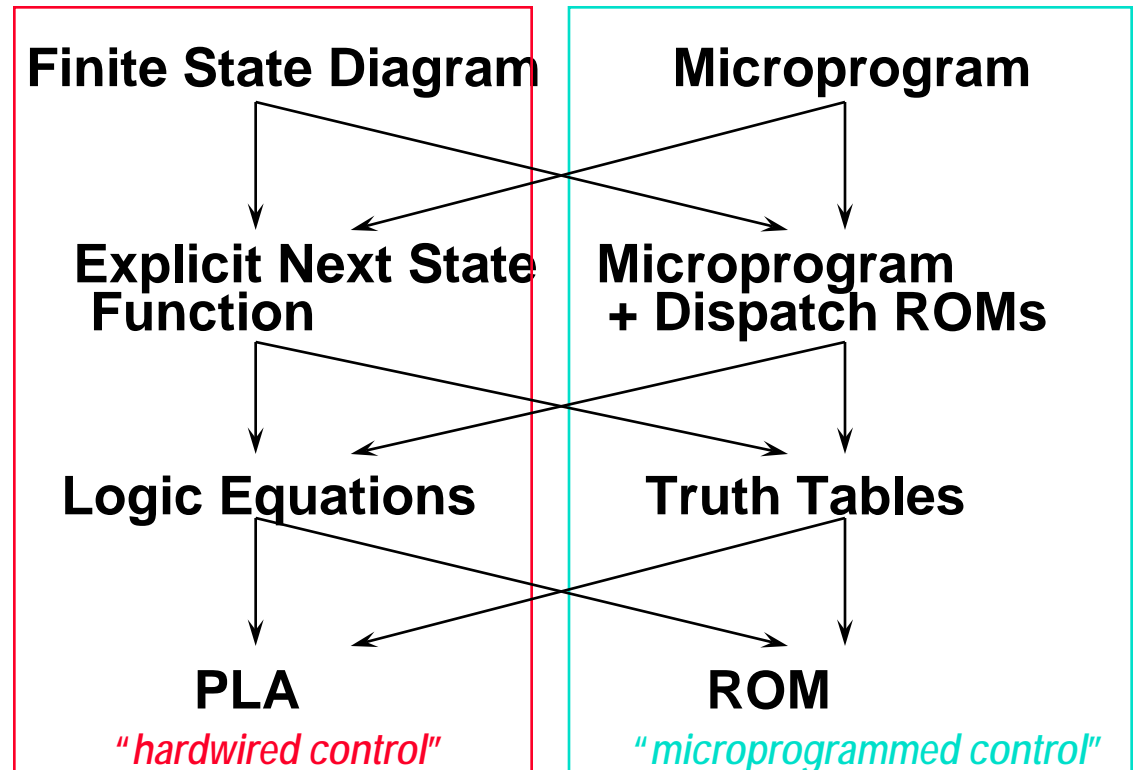 Finite State Diagram
Microprogram
Explicit Next State
Function
Microprogram
+ Dispatch ROMs
Logic Equations
Truth Tables
PLA
ROM
"hardwired control"
"microprogrammed control"